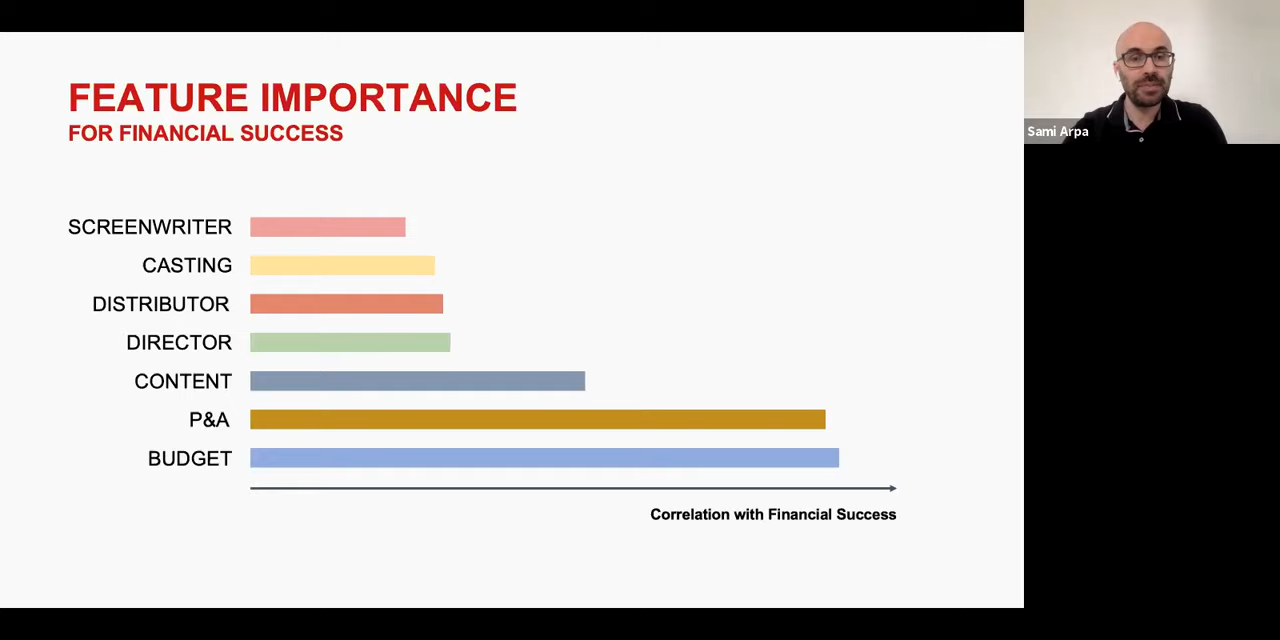 FEATURE IMPORTANCE
FOR FINANCIAL SUCCESS
SCREENWRITER
CASTING
DISTRIBUTOR
DIRECTOR
CONTENT
P&A
BUDGET
Correlation with Financial Success
Sami Arpa